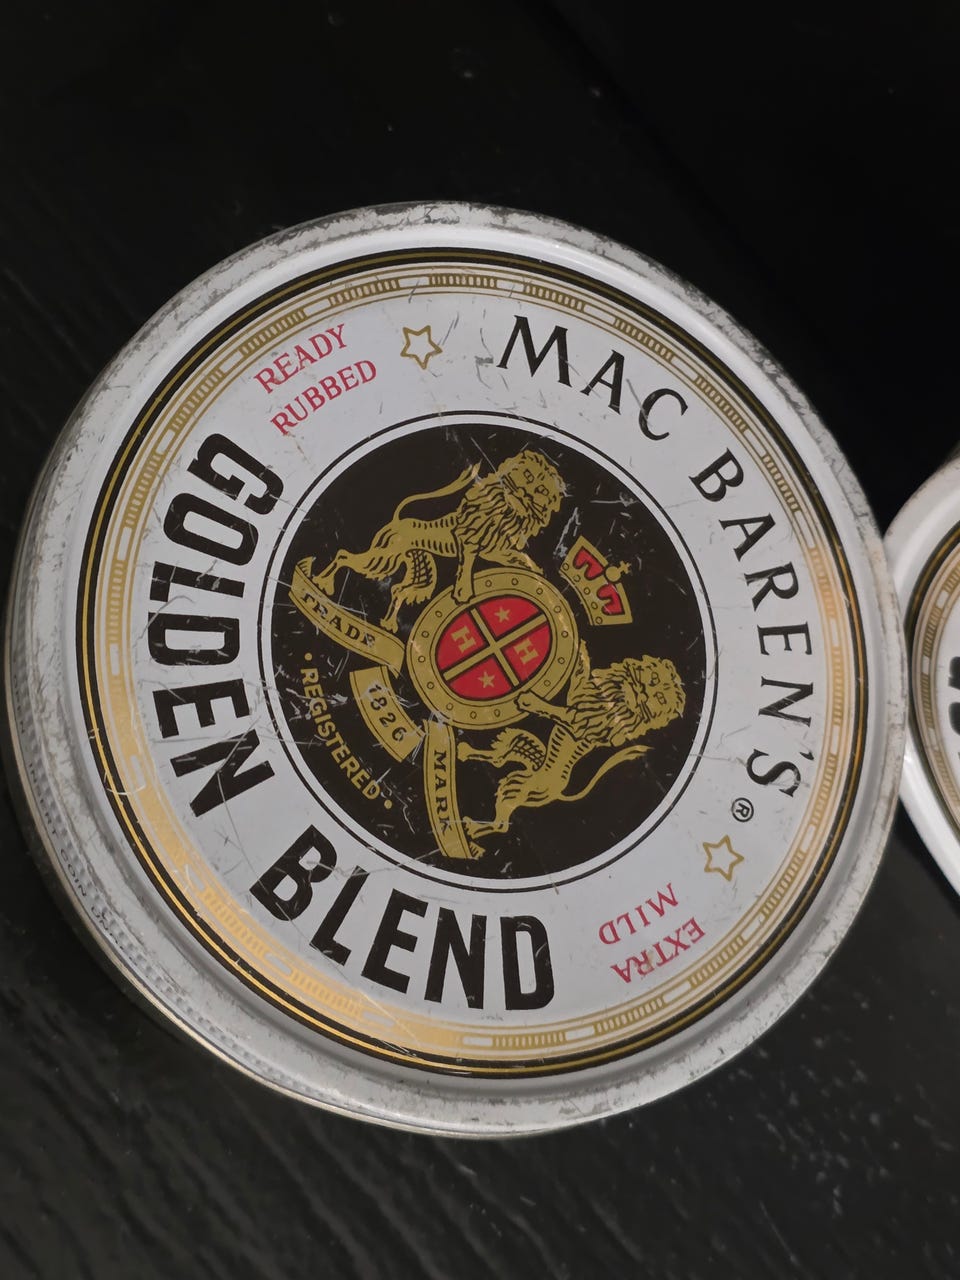 MAC BAREN'S®
READY
RUBBED
EXTRA
MILD
GOLDEN BLEND
H H
TRADE MARK
1826
• REGISTERED •